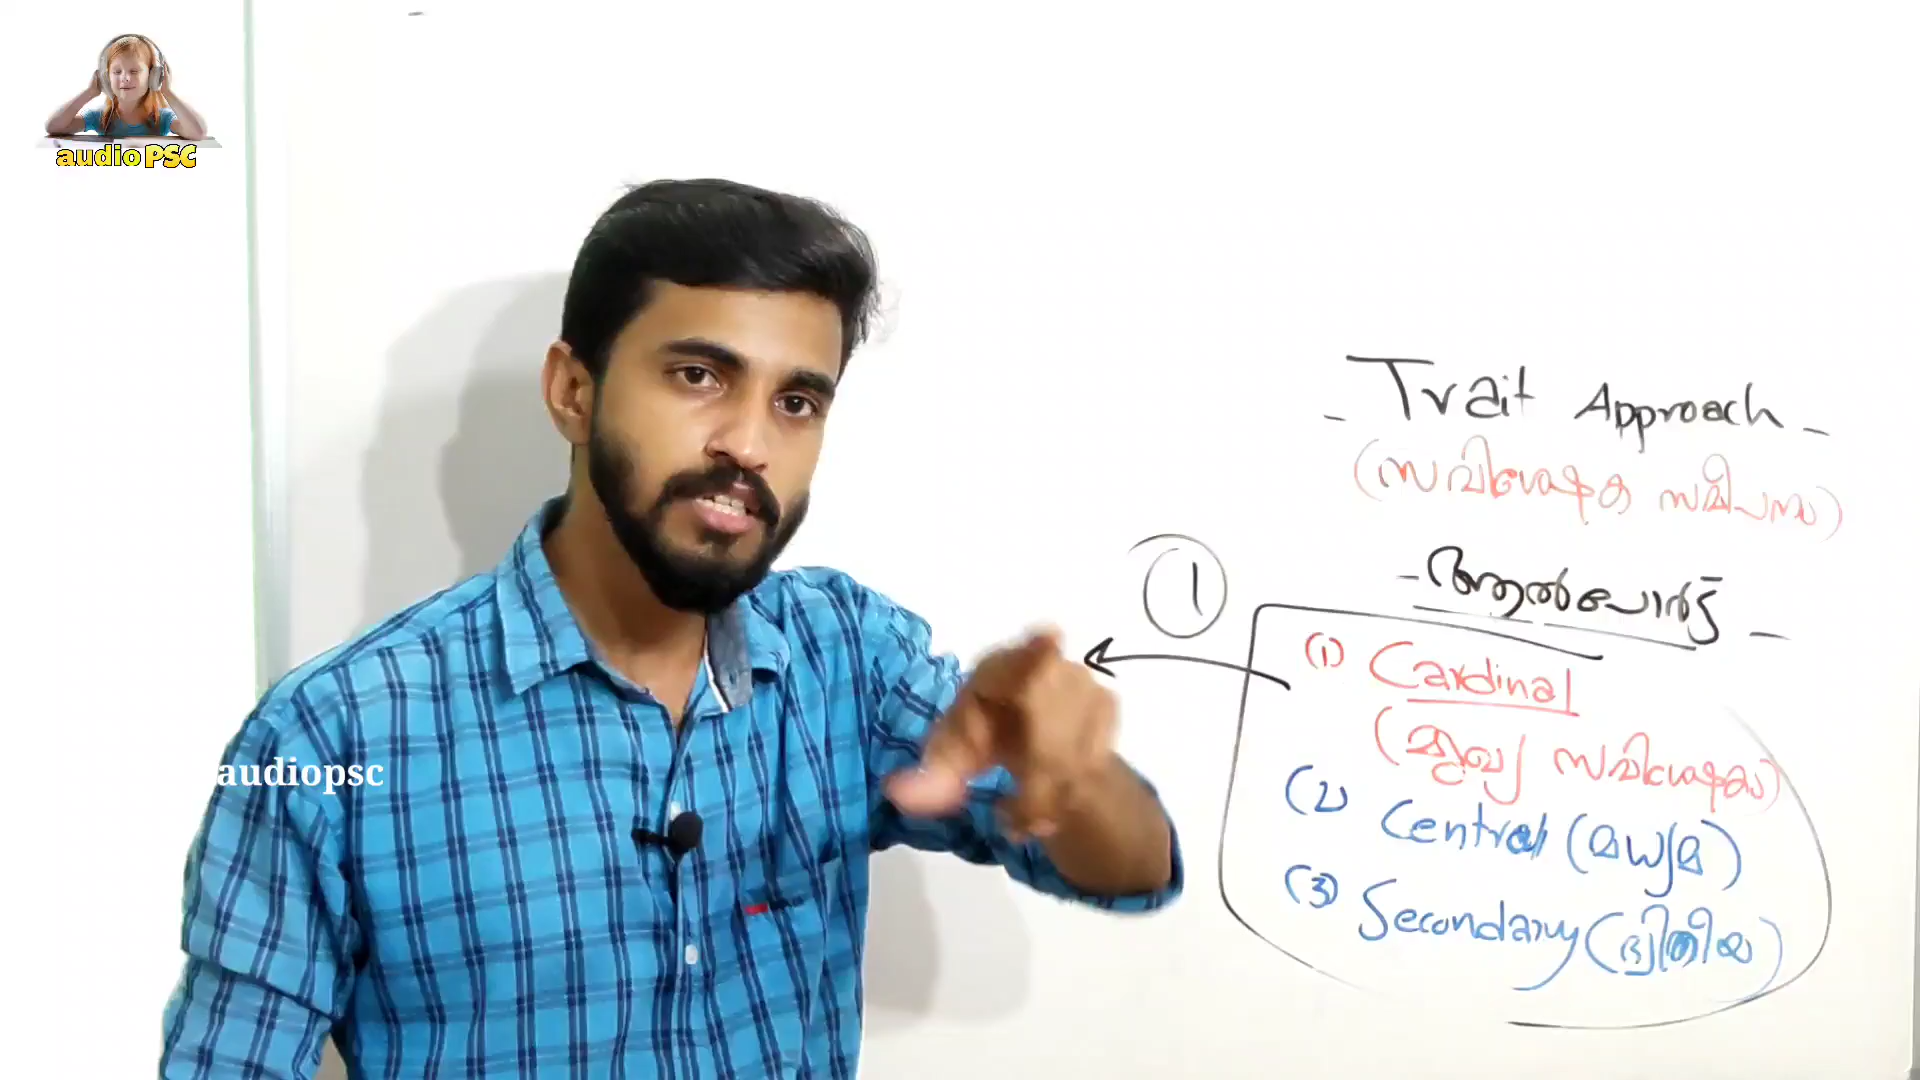 audio PSC
Trait Approach
(സവിശേഷക സമീപനം)
ആൽപോർട്ട്
1
(1) Cardinal
(മുഖ്യ സവിശേഷകം)
audiopsc
(2) Central (മധ്യമ)
(3) Secondary (ദ്വിതീയ)